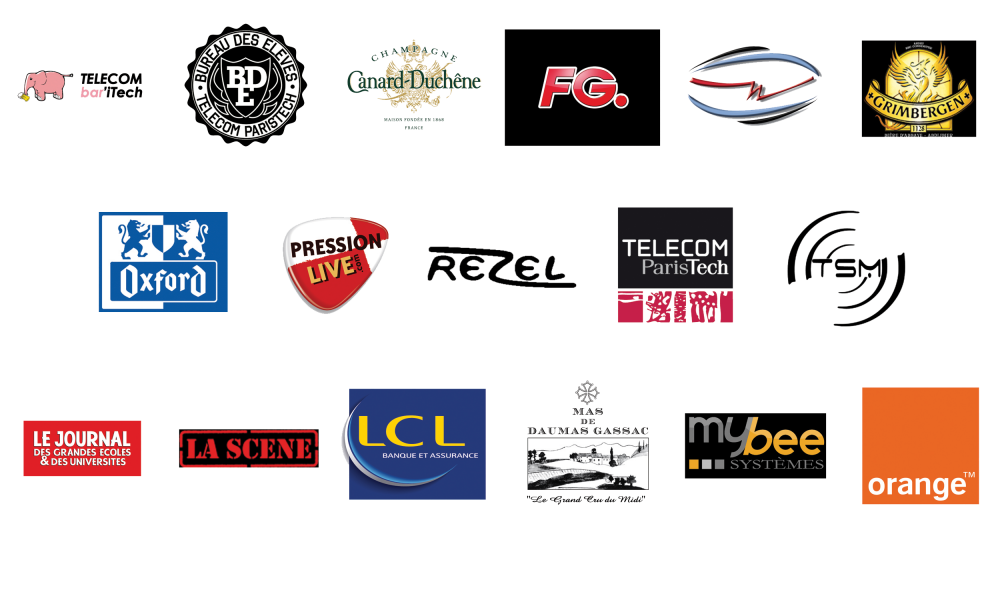 TELECOM
bar'iTech
BUREAU DES ELEVES
BD
E
TELECOM PARISTECH
CHAMPAGNE
Canard-Duchêne
MAISON FONDÉE EN 1868
FRANCE
FG.
GRIMBERGEN
1128
Oxford
PRESSION
LIVE
.com
REZEL
TELECOM
ParisTech
TSM
LE JOURNAL
DES GRANDES ECOLES
& DES UNIVERSITES
LA SCENE
LCL
BANQUE ET ASSURANCE
MAS
DE
DAUMAS GASSAC
"Le Grand Cru du Midi"
mybee
SYSTÈMES
orange™